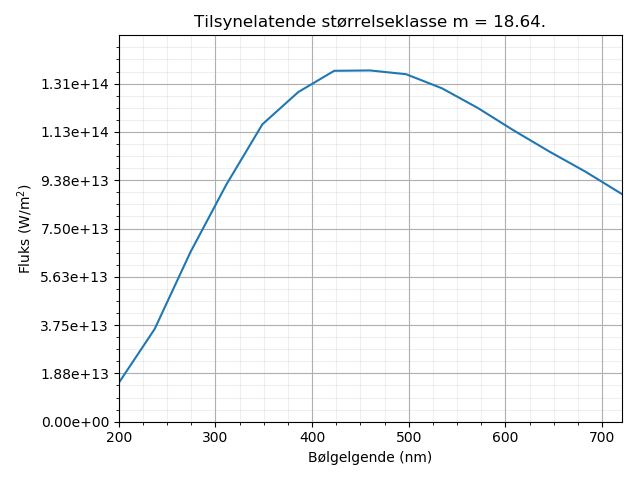 Tilsynelatende størrelseklasse m = 18.64.
Fluks (W/m²)
1.31e+14
1.13e+14
9.38e+13
7.50e+13
5.63e+13
3.75e+13
1.88e+13
0.00e+00
200 300 400 500 600 700
Bølgelgende (nm)